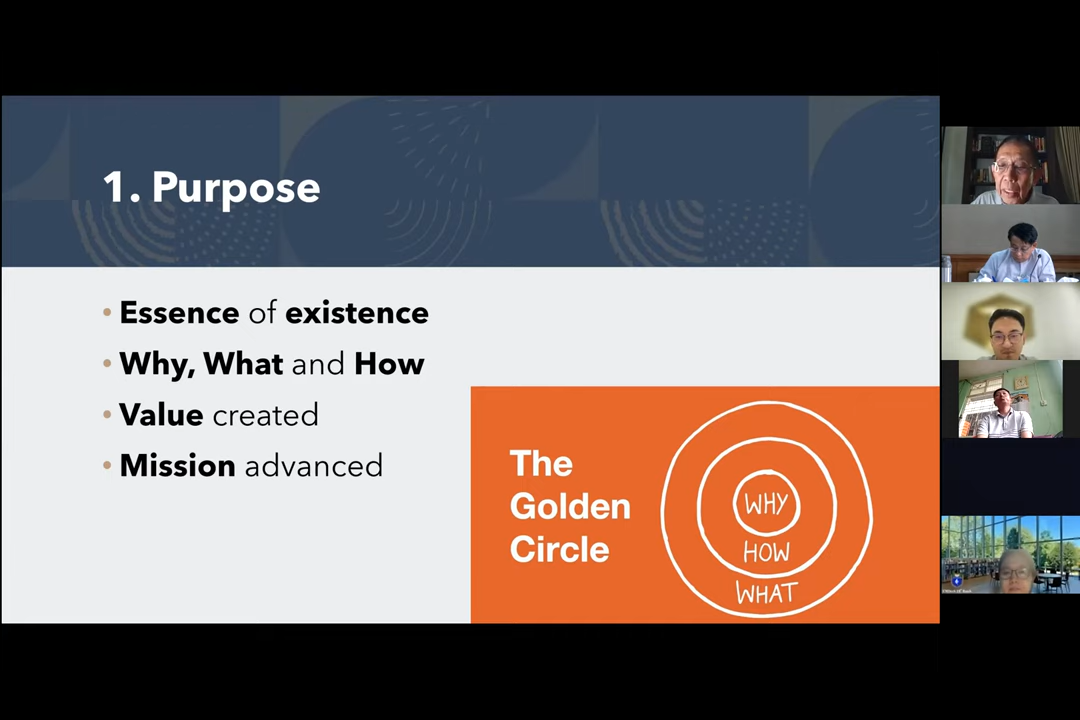 1. Purpose
• Essence of existence
• Why, What and How
• Value created
• Mission advanced
The
Golden
Circle
WHY
HOW
WHAT